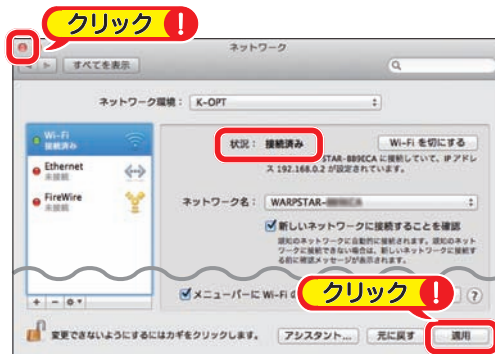 クリック !
ネットワーク
すべてを表示
ネットワーク環境： K-OPT
Wi-Fi
接続済み
Ethernet
未接続
FireWire
未接続
状況： 接続済み
Wi-Fi を切にする
STAR-889CCA に接続していて、IP アドレ
ス 192.168.0.2 が設定されています。
ネットワーク名： WARPSTAR-
新しいネットワークに接続することを確認
既知のネットワークに自動的に接続されます。既知のネット
ワークに接続できない場合は、新しいネットワークに接続す
る前に確認メッセージが表示されます。
メニューバーに Wi-Fi の
クリック !
?
変更できないようにするにはカギをクリックします。
アシスタント...
元に戻す
適用